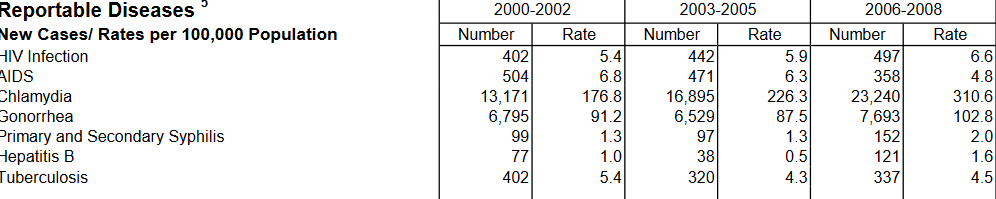 Reportable Diseases 5 2000-2002 2003-2005 2006-2008
New Cases/ Rates per 100,000 Population Number Rate Number Rate Number Rate
HIV Infection 402 5.4 442 5.9 497 6.6
AIDS 504 6.8 471 6.3 358 4.8
Chlamydia 13,171 176.8 16,895 226.3 23,240 310.6
Gonorrhea 6,795 91.2 6,529 87.5 7,693 102.8
Primary and Secondary Syphilis 99 1.3 97 1.3 152 2.0
Hepatitis B 77 1.0 38 0.5 121 1.6
Tuberculosis 402 5.4 320 4.3 337 4.5